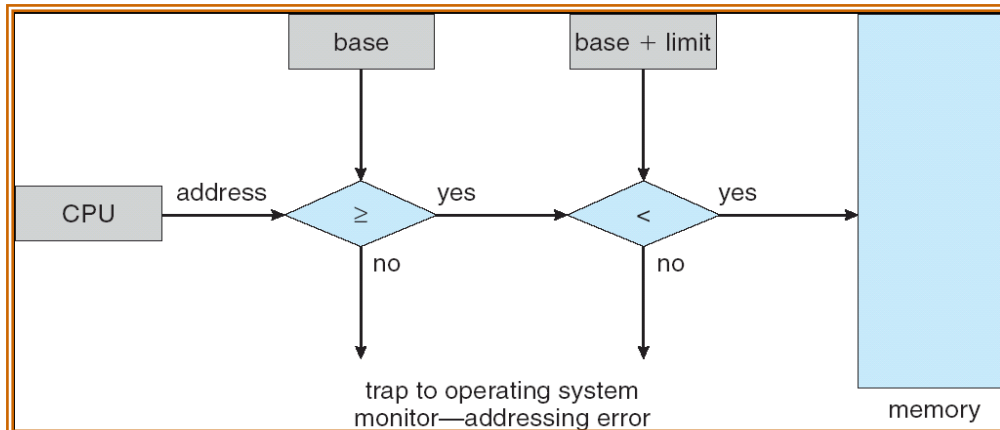 base
base + limit
CPU
address
≥
yes
<
yes
no
no
trap to operating system
monitor—addressing error
memory